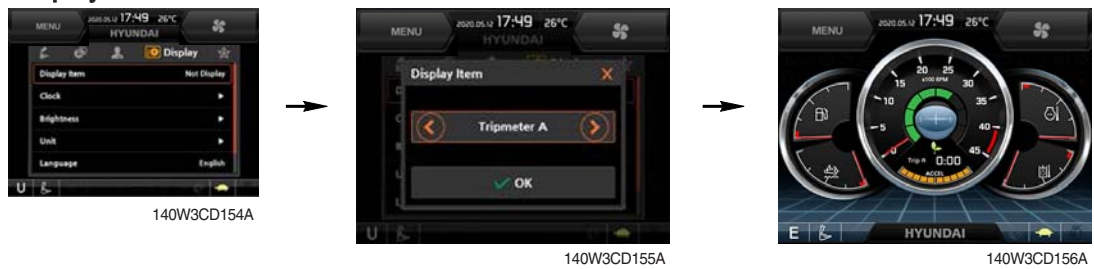 MENU
2020.05.12 17:49 26°C
HYUNDAI
Display
Display Item
Not Display
Clock
Brightness
Unit
Language
English
U
140W3CD154A
MENU
2020.05.12 17:49 26°C
HYUNDAI
Display Item
X
Tripmeter A
OK
U
140W3CD155A
MENU
2020.05.12 17:49 26°C
x100 RPM
0
5
10
15
20
25
30
35
40
45
Trip A 0:00
ACCEL
E
HYUNDAI
140W3CD156A